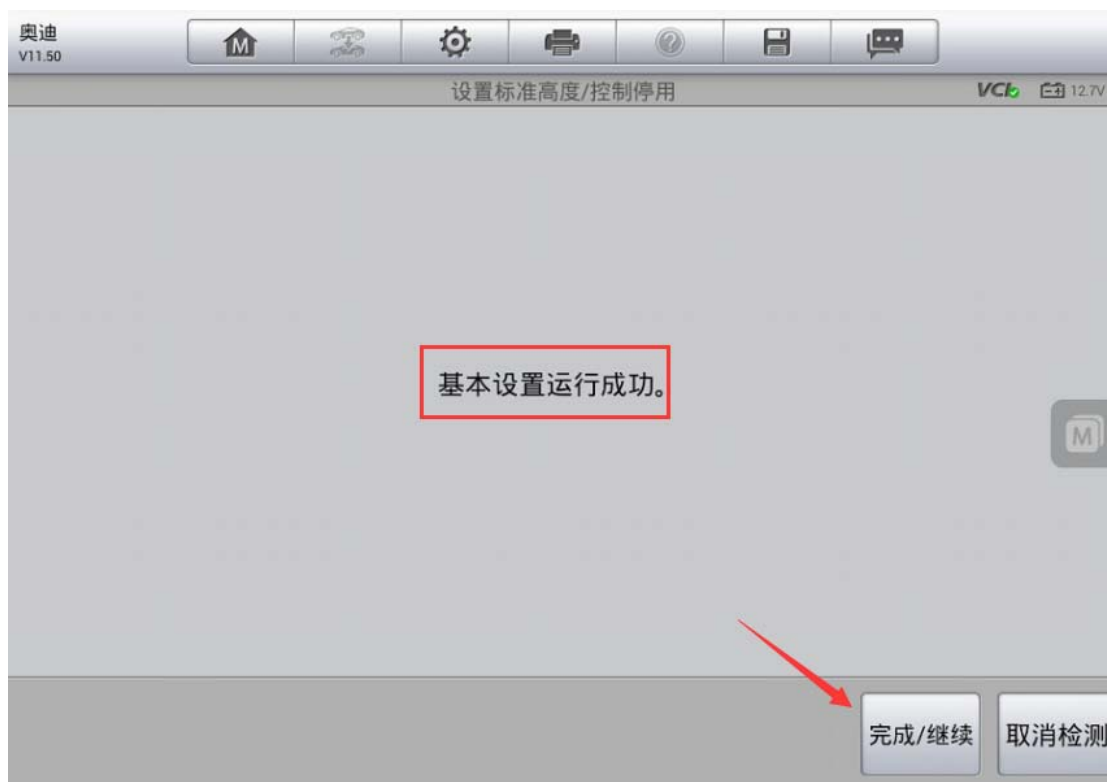 奥迪
V11.50
M
设置标准高度/控制停用
VCI 12.7V
基本设置运行成功。
M
完成/继续
取消检测